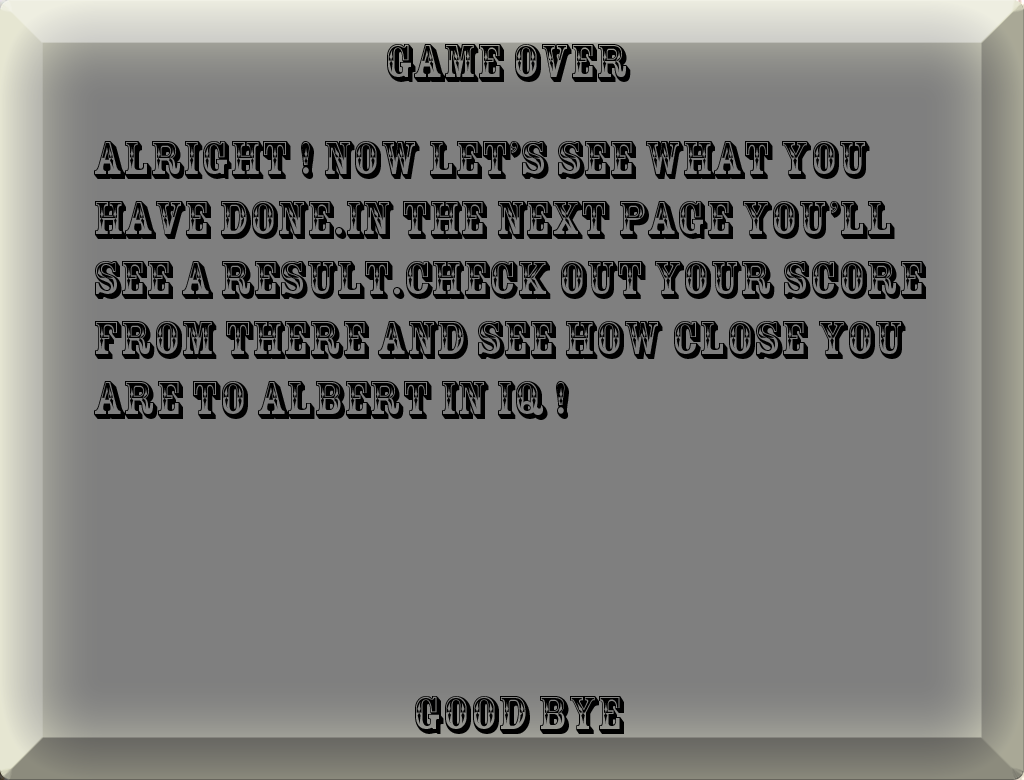 GAME OVER
ALRIGHT ! NOW LET'S SEE WHAT YOU
HAVE DONE.IN THE NEXT PAGE YOU'LL
SEE A RESULT.CHECK OUT YOUR SCORE
FROM THERE AND SEE HOW CLOSE YOU
ARE TO ALBERT IN IQ !
GOOD BYE